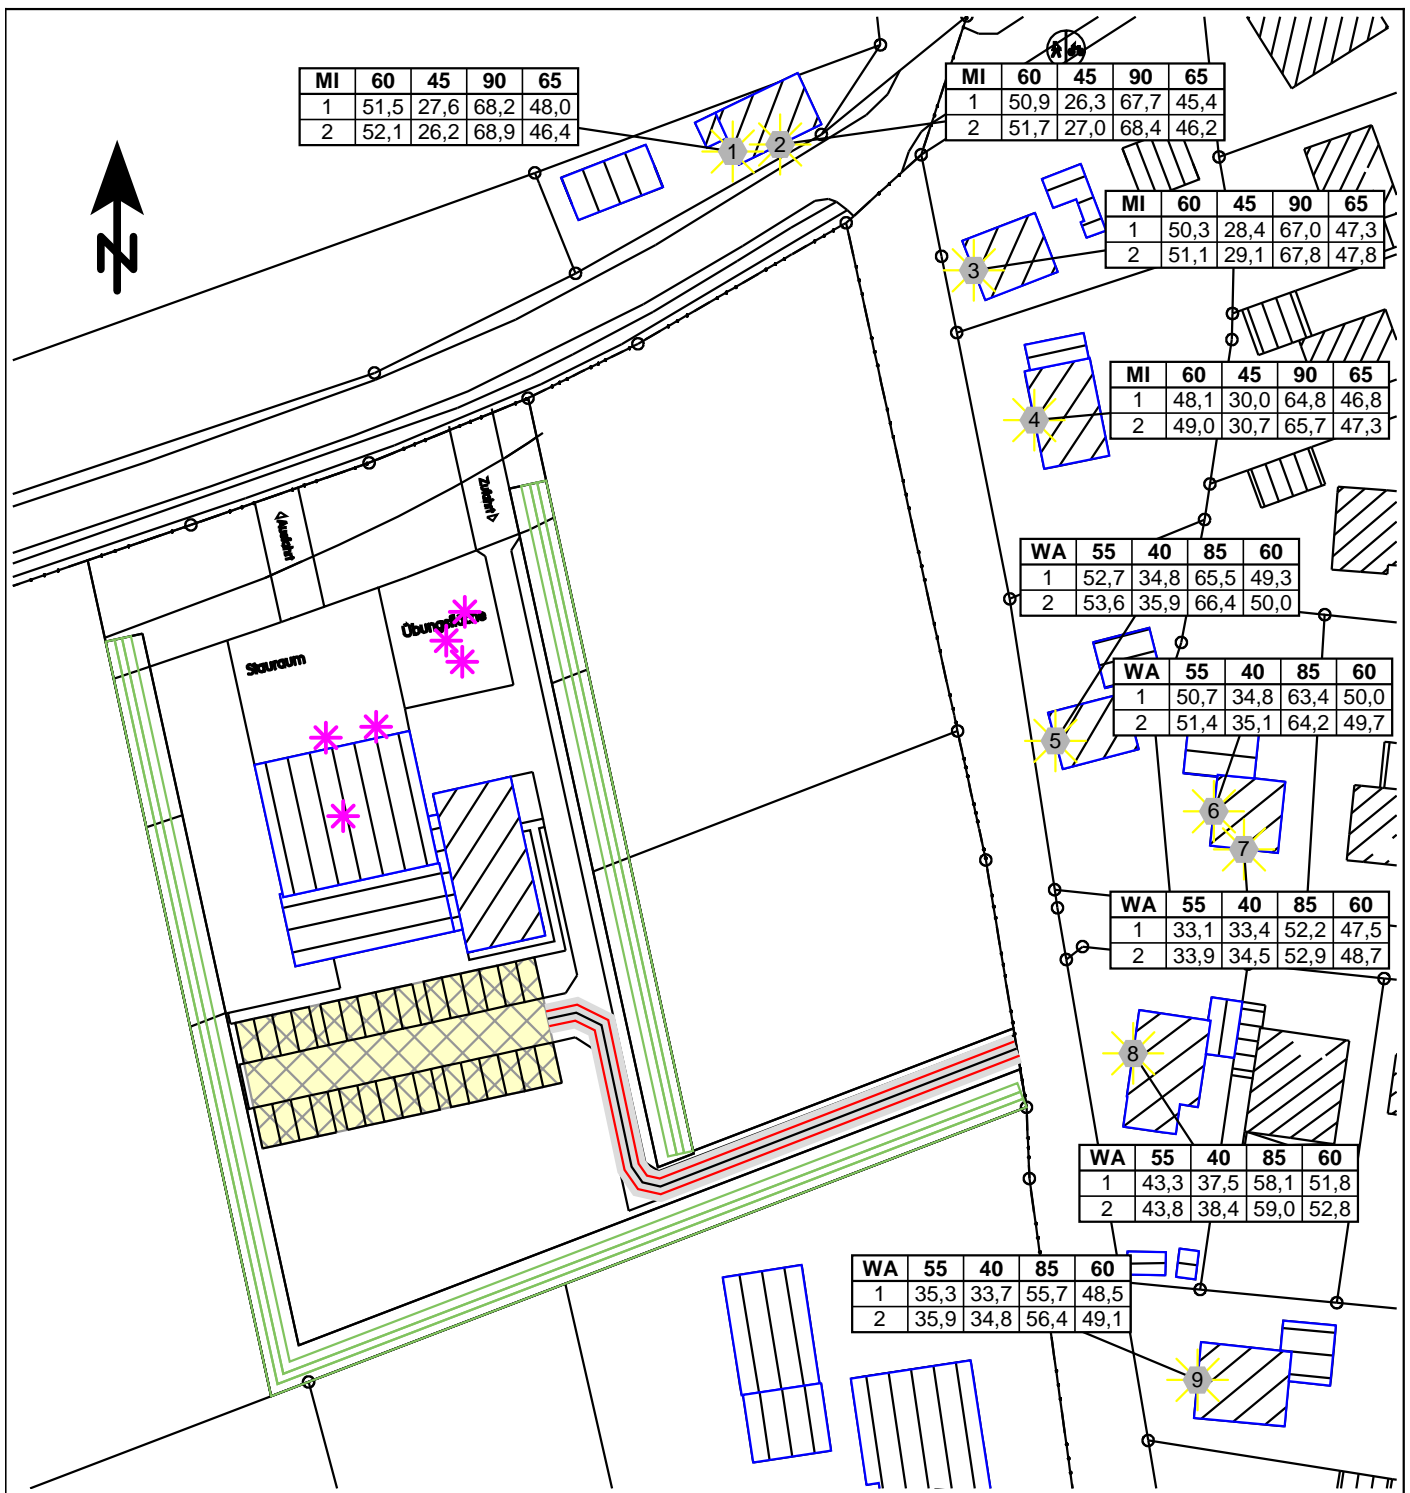 MI 60 45 90 65
1 51,5 27,6 68,2 48,0
2 52,1 26,2 68,9 46,4
MI 60 45 90 65
1 50,9 26,3 67,7 45,4
2 51,7 27,0 68,4 46,2
1
2
N
MI 60 45 90 65
1 50,3 28,4 67,0 47,3
2 51,1 29,1 67,8 47,8
3
MI 60 45 90 65
1 48,1 30,0 64,8 46,8
2 49,0 30,7 65,7 47,3
4
Zufahrt
Ausfahrt
WA 55 40 85 60
1 52,7 34,8 65,5 49,3
2 53,6 35,9 66,4 50,0
Übungsfläche
Stauraum
WA 55 40 85 60
1 50,7 34,8 63,4 50,0
2 51,4 35,1 64,2 49,7
5
6
7
WA 55 40 85 60
1 33,1 33,4 52,2 47,5
2 33,9 34,5 52,9 48,7
8
WA 55 40 85 60
1 43,3 37,5 58,1 51,8
2 43,8 38,4 59,0 52,8
WA 55 40 85 60
1 35,3 33,7 55,7 48,5
2 35,9 34,8 56,4 49,1
9